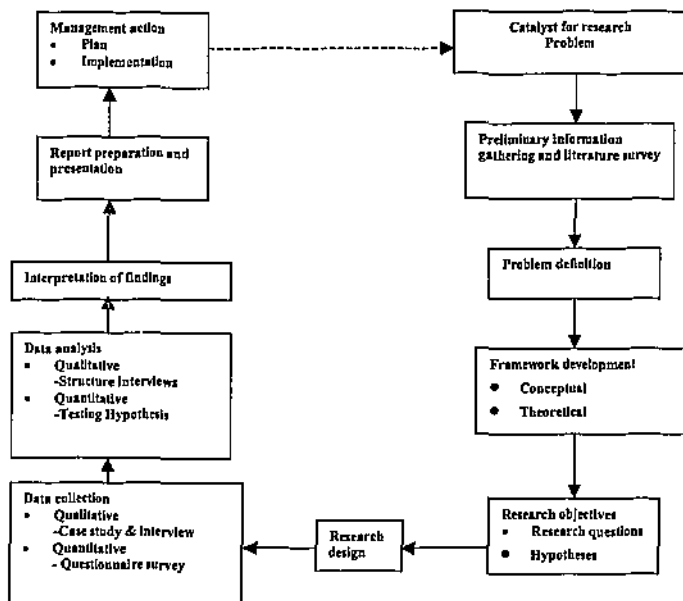 Management action
• Plan
• Implementation
Catalyst for research
Problem
Preliminary information
gathering and literature survey
Report preparation and
presentation
Problem definition
Interpretation of findings
Data analysis
• Qualitative
-Structure Interviews
• Quantitative
-Testing Hypothesis
Framework development
• Conceptual
• Theoretical
Data collection
• Qualitative
-Case study & interview
• Quantitative
- Questionnaire survey
Research
design
Research objectives
• Research questions
• Hypotheses